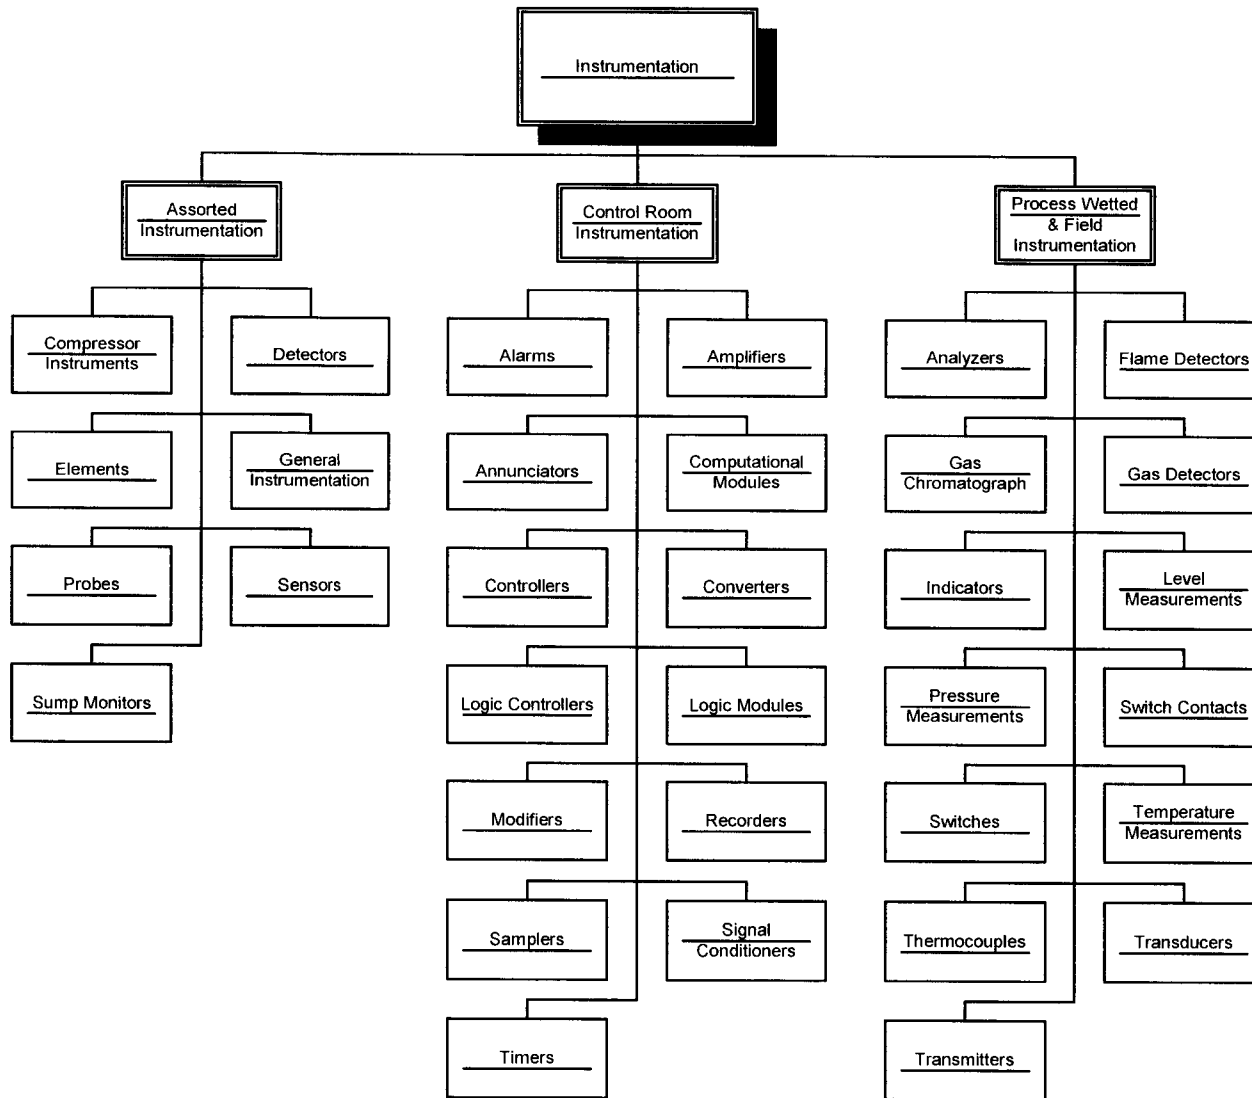 Instrumentation
Assorted
Instrumentation
Control Room
Instrumentation
Process Wetted
& Field
Instrumentation
Compressor
Instruments
Detectors
Alarms
Amplifiers
Analyzers
Flame Detectors
Elements
General
Instrumentation
Annunciators
Computational
Modules
Gas
Chromatograph
Gas Detectors
Probes
Sensors
Controllers
Converters
Indicators
Level
Measurements
Sump Monitors
Logic Controllers
Logic Modules
Pressure
Measurements
Switch Contacts
Modifiers
Recorders
Switches
Temperature
Measurements
Samplers
Signal
Conditioners
Thermocouples
Transducers
Timers
Transmitters